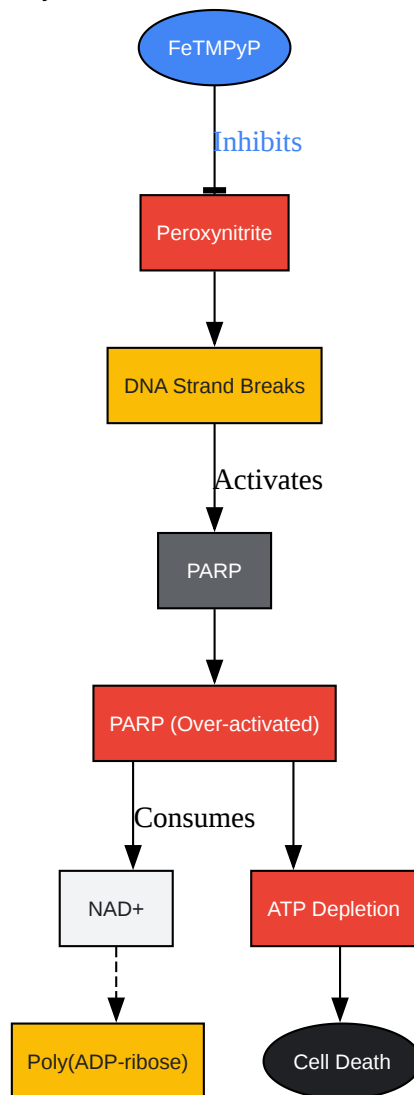 FeTMPyP
Inhibits
Peroxynitrite
DNA Strand Breaks
Activates
PARP
PARP (Over-activated)
Consumes
NAD+
ATP Depletion
Poly(ADP-ribose)
Cell Death